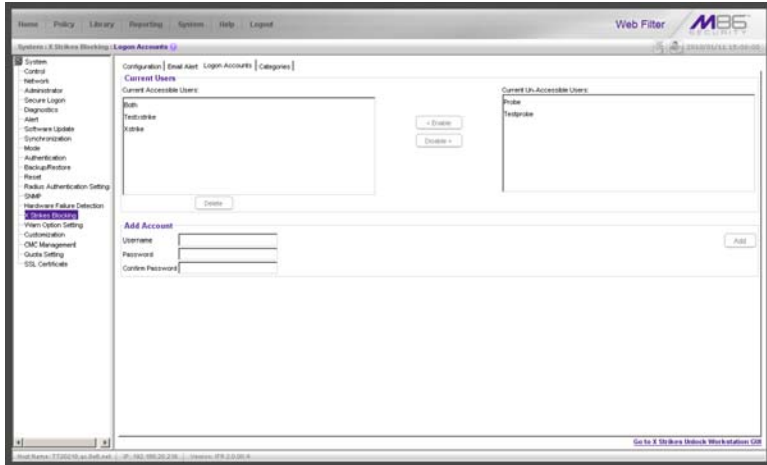 Home Policy Library Reporting System Help Logout
Web Filter
M86 SECURITY
System : X Strikes Blocking : Logon Accounts
System
Control
Network
Administrator
Secure Logon
Diagnostics
Alert
Software Update
Synchronization
Mode
Authentication
Backup/Restore
Reset
Radius Authentication Setting
SNMP
Hardware Failure Detection
X Strikes Blocking
Warn Option Setting
Customization
CMC Management
Quota Setting
SSL Certificate
Configuration Email Alert Logon Accounts Categories
Current Users
Current Accessible Users:
Both
Testxstrike
Xstrike
< Enable
Disable >
Current Un-Accessible Users:
Probe
Testprobe
Delete
Add Account
Username
Password
Confirm Password
Add
Go to X Strikes Unlock Workstation GUI
Host Name:
IP:
Version: